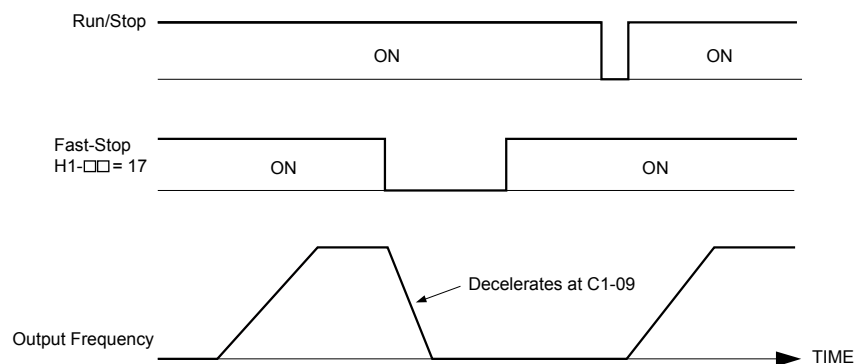 Run/Stop
ON
ON
Fast-Stop
H1-□□= 17
ON
ON
Decelerates at C1-09
Output Frequency
TIME